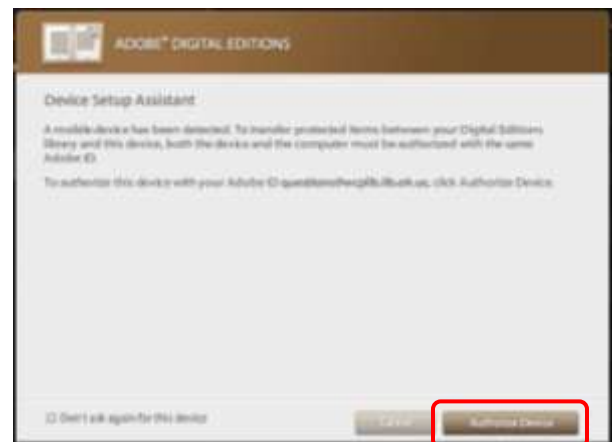 ADOBE® DIGITAL EDITIONS
Device Setup Assistant
A mobile device has been detected. To transfer protected items between your Digital Editions
library and this device, both the device and the computer must be authorized with the same
Adobe ID.
To authorize this device with your Adobe ID click Authorize Device.
Don't ask again for this device
Cancel
Authorize Device